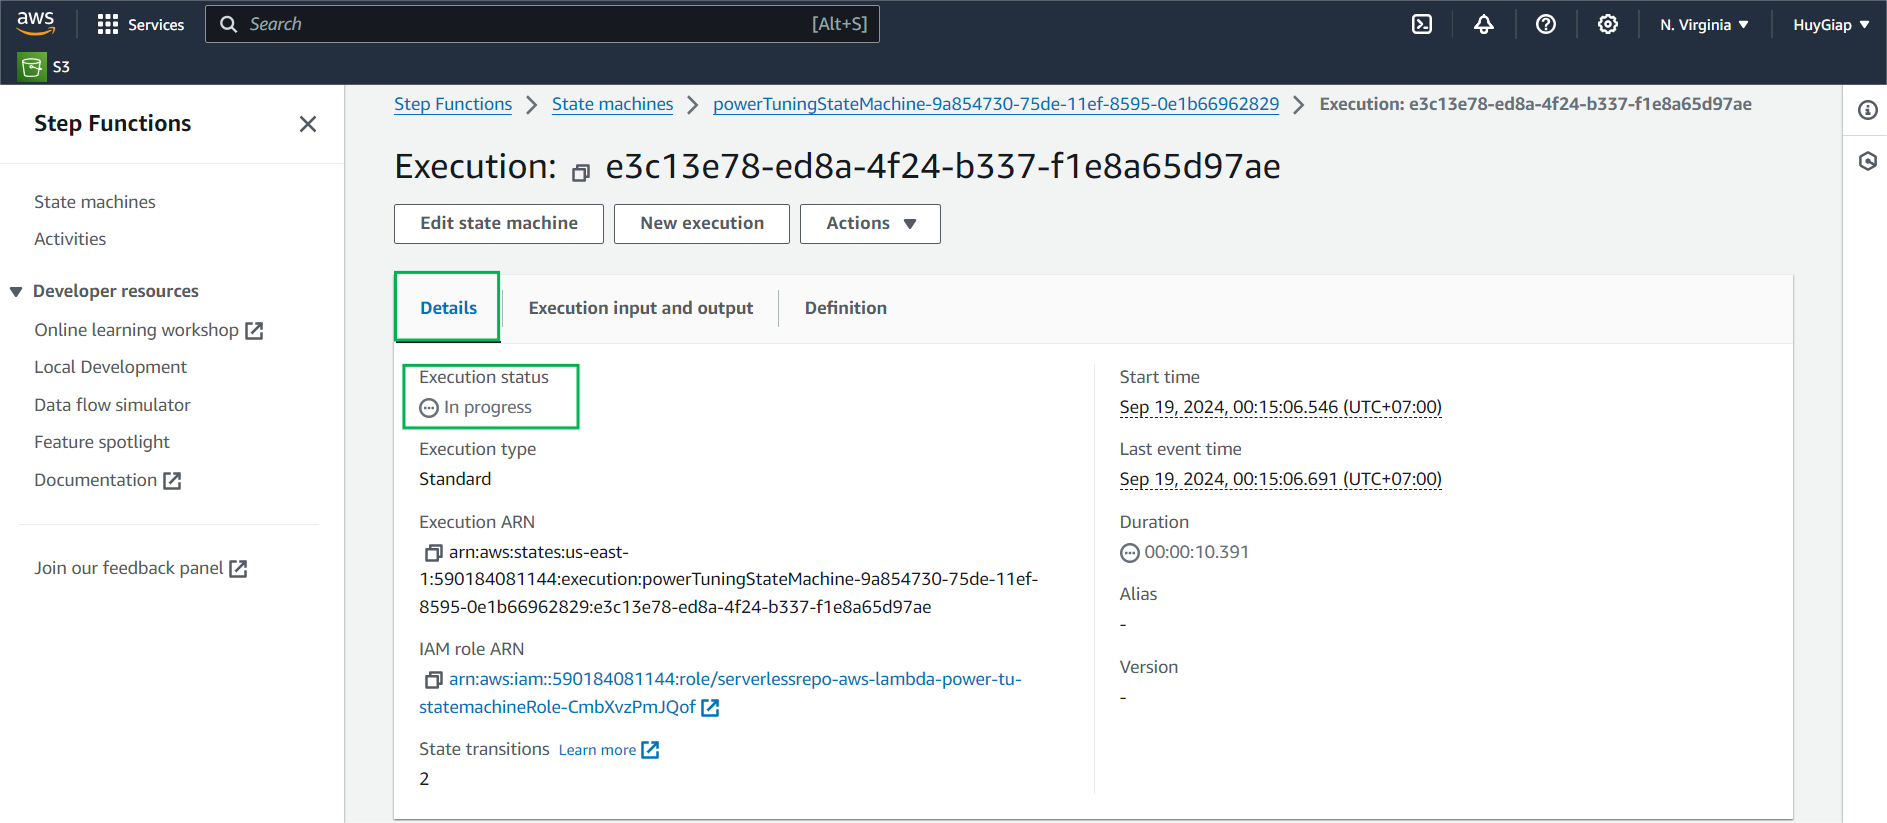 aws
Services
Search
[Alt+S]
N. Virginia
HuyGiap
S3
Step Functions
State machines
Activities
Developer resources
Online learning workshop
Local Development
Data flow simulator
Feature spotlight
Documentation
Join our feedback panel
Step Functions
State machines
powerTuningStateMachine-9a854730-75de-11ef-8595-0e1b66962829
Execution: e3c13e78-ed8a-4f24-b337-f1e8a65d97ae
Execution: e3c13e78-ed8a-4f24-b337-f1e8a65d97ae
Edit state machine
New execution
Actions
Details
Execution input and output
Definition
Execution status
In progress
Execution type
Standard
Execution ARN
arn:aws:states:us-east-
1:590184081144:execution:powerTuningStateMachine-9a854730-75de-11ef-
8595-0e1b66962829:e3c13e78-ed8a-4f24-b337-f1e8a65d97ae
IAM role ARN
arn:aws:iam::590184081144:role/serverlessrepo-aws-lambda-power-tu-
statemachineRole-CmbXvzPmJQof
State transitions Learn more
2
Start time
Sep 19, 2024, 00:15:06.546 (UTC+07:00)
Last event time
Sep 19, 2024, 00:15:06.691 (UTC+07:00)
Duration
00:00:10.391
Alias
-
Version
-